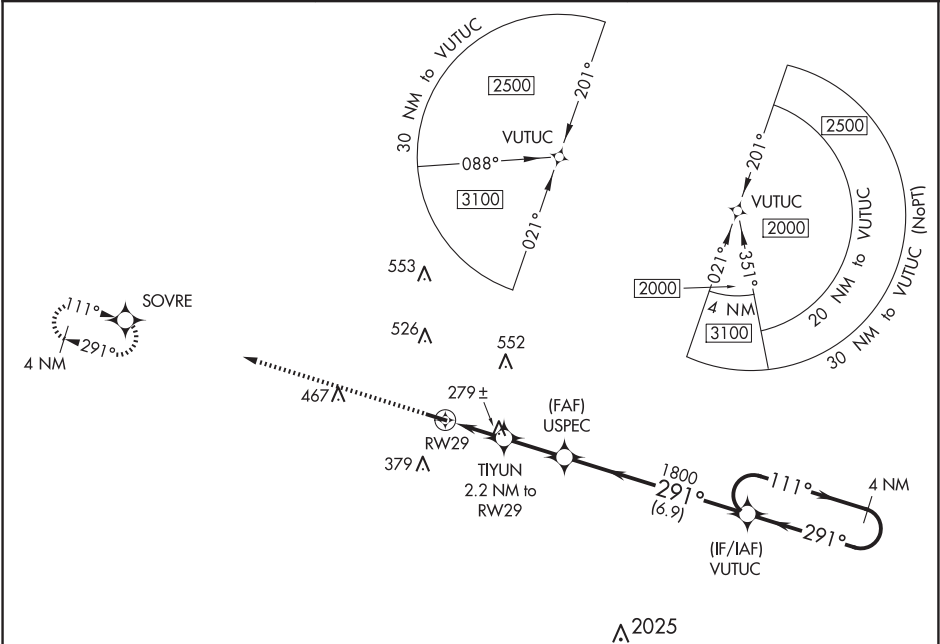 30 NM to VUTUC
2500
201°
VUTUC
088°
3100
021°
2500
201°
VUTUC
2000
021°
351°
2000
4 NM
3100
20 NM to VUTUC
30 NM to VUTUC (NoPT)
553
SOVRE
111°
291°
4 NM
526
552
467
279±
(FAF)
USPEC
RW29
379
TIYUN
2.2 NM to
RW29
1800
291°
(6.9)
111°
4 NM
291°
(IF/IAF)
VUTUC
2025